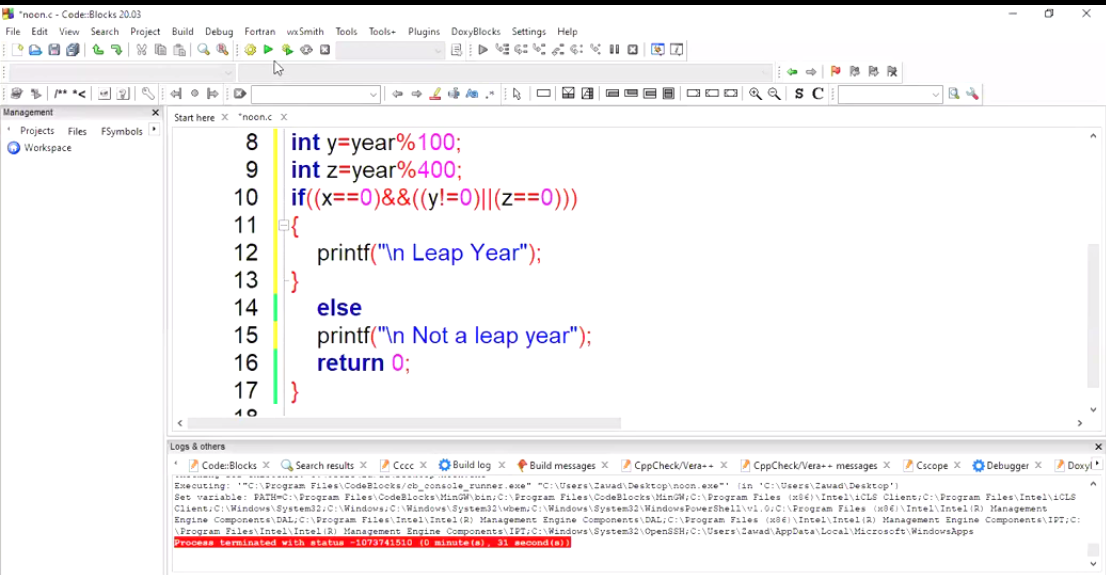 *noon.c - Code::Blocks 20.03
File Edit View Search Project Build Debug Fortran wxSmith Tools Tools+ Plugins DoxyBlocks Settings Help
/** *< 
Aa .*
S C
Management
Projects Files FSymbols
Workspace
Start here *noon.c
8 int y=year%100;
9 int z=year%400;
10 if((x==0)&&((y!=0)||(z==0)))
11 {
12 printf("\n Leap Year");
13 }
14 else
15 printf("\n Not a leap year");
16 return 0;
17 }
18
Logs & others
Code::Blocks Search results Cccc Build log Build messages CppCheck/Vera++ CppCheck/Vera++ messages Cscope Debugger Doxyl
Executing: '"C:\Program Files\CodeBlocks/cb_console_runner.exe" "C:\Users\Zawad\Desktop\noon.exe"' (in 'C:\Users\Zawad\Desktop')
Set variable: PATH=C:\Program Files\CodeBlocks\MinGW\bin;C:\Program Files\CodeBlocks\MinGW;C:\Program Files (x86)\Intel\iCLS Client;C:\Program Files\Intel\iCLS
Client;C:\Windows\System32;C:\Windows;C:\Windows\System32\wbem;C:\Windows\System32\WindowsPowerShell\v1.0;C:\Program Files (x86)\Intel\Intel(R) Management
Engine Components\DAL;C:\Program Files\Intel\Intel(R) Management Engine Components\DAL;C:\Program Files (x86)\Intel\Intel(R) Management Engine Components\IPT;C:
\Program Files\Intel\Intel(R) Management Engine Components\IPT;C:\Windows\System32\OpenSSH;C:\Users\Zawad\AppData\Local\Microsoft\WindowsApps
Process terminated with status -1073741510 (0 minute(s), 31 second(s))